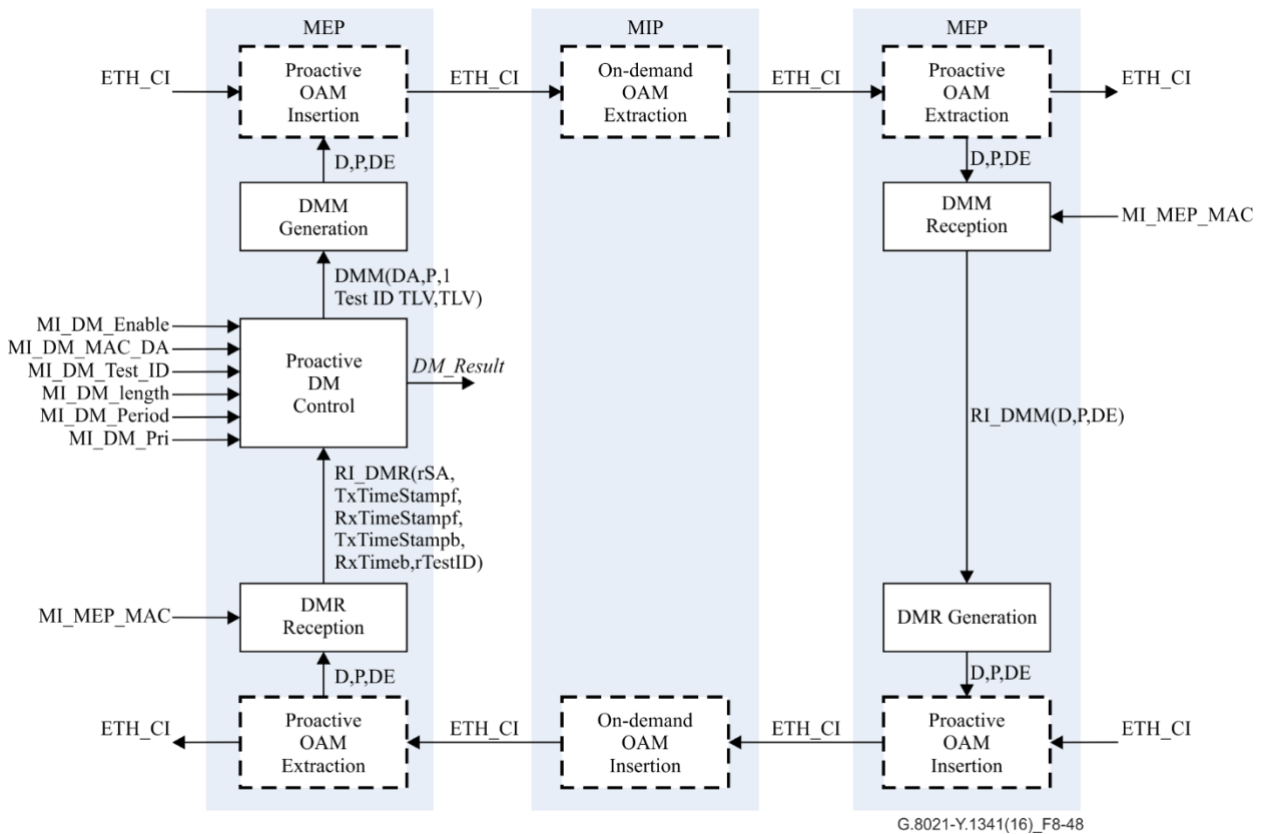 MEP
MIP
MEP
ETH_CI
Proactive
OAM
Insertion
ETH_CI
On-demand
OAM
Extraction
ETH_CI
Proactive
OAM
Extraction
ETH_CI
D,P,DE
D,P,DE
DMM
Generation
DMM
Reception
MI_MEP_MAC
DMM(DA,P,1
Test ID TLV,TLV)
MI_DM_Enable
MI_DM_MAC_DA
MI_DM_Test_ID
MI_DM_length
MI_DM_Period
MI_DM_Pri
Proactive
DM
Control
DM_Result
RI_DMM(D,P,DE)
RI_DMR(rSA,
TxTimeStampf,
RxTimeStampf,
TxTimeStampb,
RxTimeb,rTestID)
MI_MEP_MAC
DMR
Reception
DMR Generation
D,P,DE
D,P,DE
ETH_CI
Proactive
OAM
Extraction
ETH_CI
On-demand
OAM
Insertion
ETH_CI
Proactive
OAM
Insertion
ETH_CI
G.8021-Y.1341(16)_F8-48